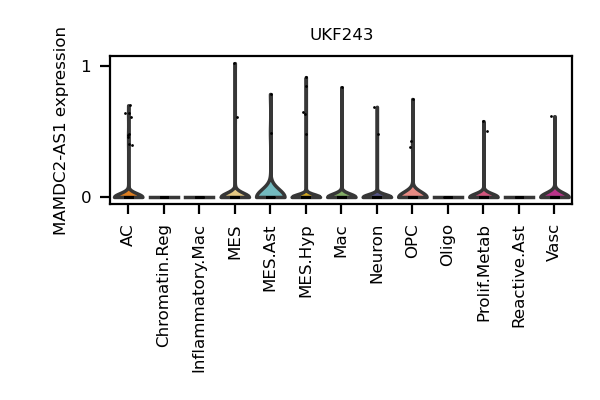 UKF243
MAMDC2-AS1 expression
1
0
AC
Chromatin.Reg
Inflammatory.Mac
MES
MES.Ast
MES.Hyp
Mac
Neuron
OPC
Oligo
Prolif.Metab
Reactive.Ast
Vasc